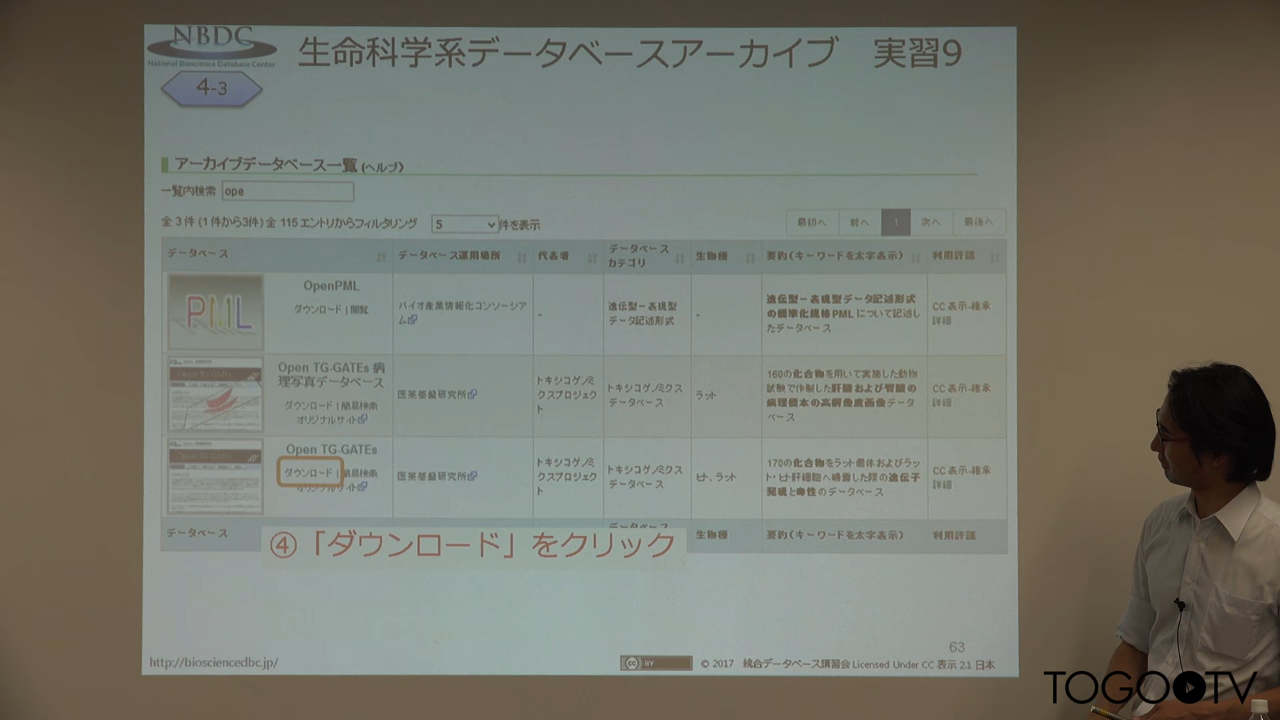 NBDC
National Bioscience Database Center
生命科学系データベースアーカイブ 実習9
4-3
アーカイブデータベース一覧 (ヘルプ)
一覧内検索 ope
全 3 件 (1 件から3件) 全 115 エントリからフィルタリング 5 件を表示
最初へ 前へ 1 次へ 最後へ
データベース データベース運用場所 代表者 データベースカテゴリ 生物種 要約(キーワードを太字表示) 利用許諾
PML
OpenPML
ダウンロード | 閲覧
バイオ産業情報化コンソーシアム
-
遺伝型－表現型データ記述形式
-
遺伝型－表現型データ記述形式の標準化規格PMLについて記述したデータベース
CC 表示-継承
詳細
Open TG-GATEs 病理写真データベース
ダウンロード | 簡易検索
オリジナルサイト
医薬基盤研究所
トキシコゲノミクスプロジェクト
トキシコゲノミクスデータベース
ラット
160の化合物を用いて実施した動物試験で作製した肝臓および腎臓の病理標本の高解像度画像データベース
CC 表示-継承
詳細
Open TG-GATEs
ダウンロード | 簡易検索
オリジナルサイト
医薬基盤研究所
トキシコゲノミクスプロジェクト
トキシコゲノミクスデータベース
ヒト、ラット
170の化合物をラット個体およびラット・ヒト肝細胞へ曝露した際の遺伝子発現と毒性のデータベース
CC 表示-継承
詳細
データベース 生物種 要約(キーワードを太字表示) 利用許諾
④「ダウンロード」をクリック
63
http://biosciencedbc.jp/
cc BY
© 2017 統合データベース講習会 Licensed Under CC 表示 2.1 日本
TOGOTV